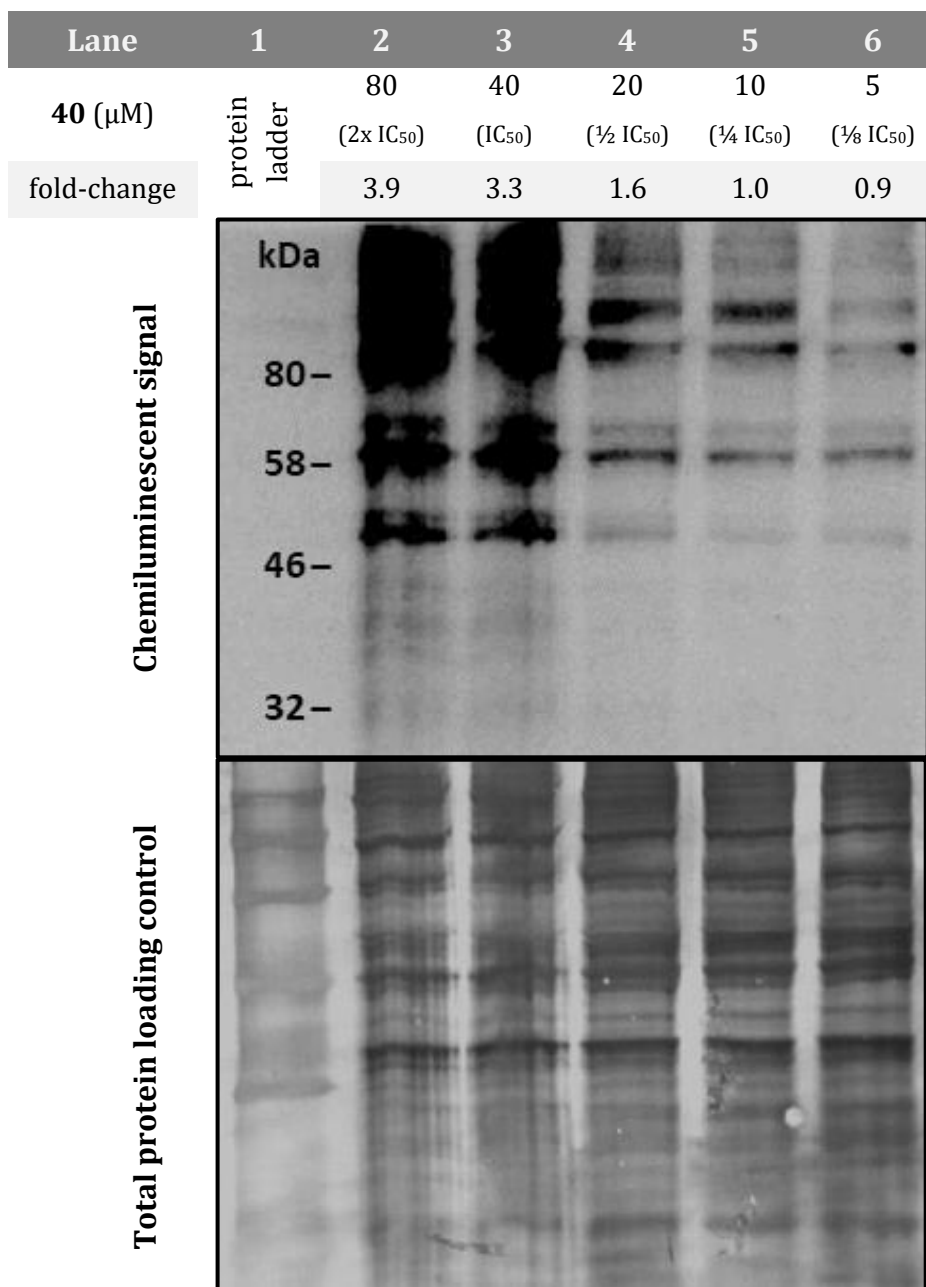 Lane 1 2 3 4 5 6
40 (μM) protein ladder 80 40 20 10 5
(2x IC₅₀) (IC₅₀) (½ IC₅₀) (¼ IC₅₀) (⅛ IC₅₀)
fold-change 3.9 3.3 1.6 1.0 0.9
Chemiluminescent signal
kDa
80–
58–
46–
32–
Total protein loading control